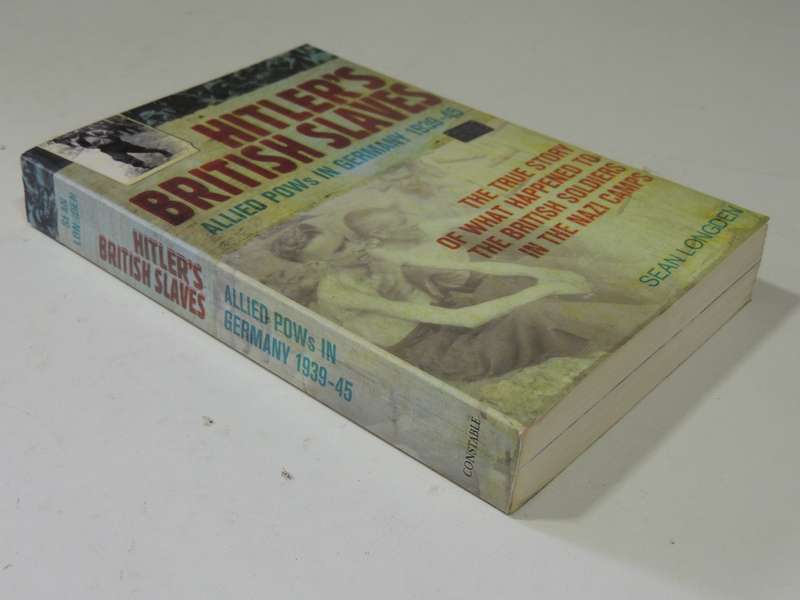 HITLER'S
BRITISH SLAVES
ALLIED POWs IN GERMANY 1939-45
THE TRUE STORY
OF WHAT HAPPENED TO
THE BRITISH SOLDIERS
IN THE NAZI CAMPS
SEAN LONGDEN
SEAN
LONGDEN
HITLER'S
BRITISH SLAVES
ALLIED POWs IN
GERMANY 1939-45
CONSTABLE